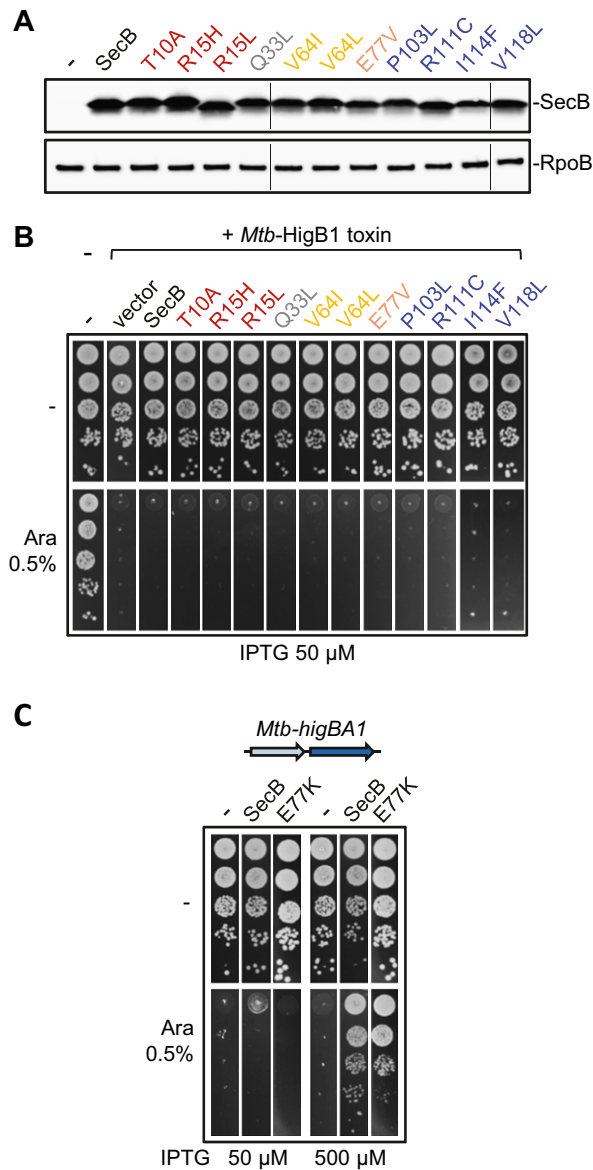 A
- SecB T10A R15H R15L Q33L V64I V64L E77V P103L R111C I114F V118L
-SecB
-RpoB
B
+ Mtb-HigB1 toxin
-
- vector SecB T10A R15H R15L Q33L V64I V64L E77V P103L R111C I114F V118L
-
Ara
0.5%
IPTG 50 µM
C
Mtb-higBA1
- SecB E77K - SecB E77K
-
Ara
0.5%
IPTG 50 µM 500 µM